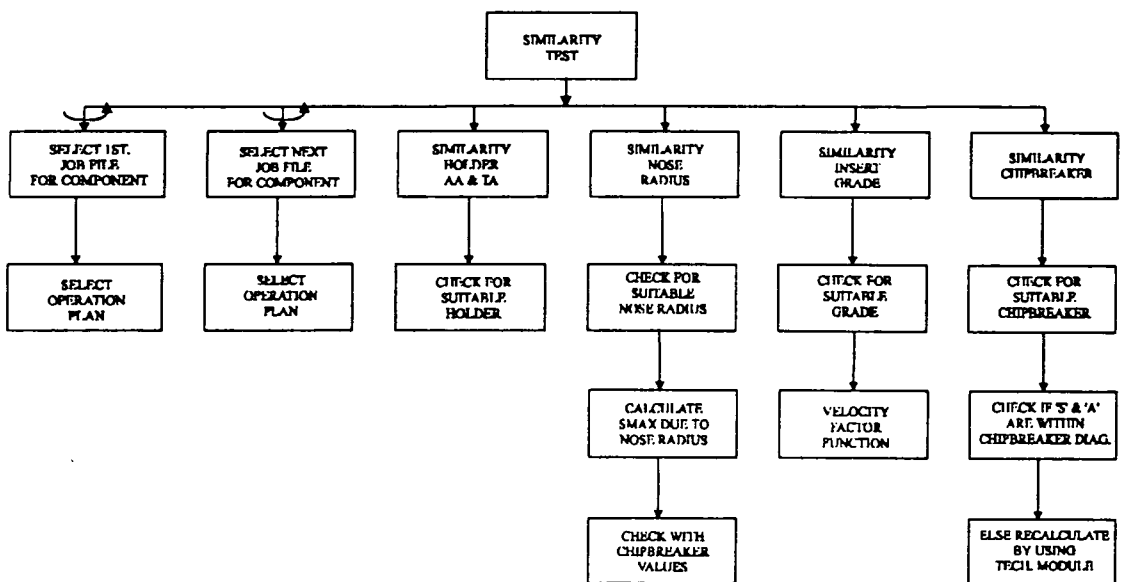 SIMILARITY
TEST
SELECT 1ST.
JOB FILE
FOR COMPONENT
SELECT NEXT
JOB FILE
FOR COMPONENT
SIMILARITY
HOLDER
AA & TA
SIMILARITY
NOSE
RADIUS
SIMILARITY
INSERT
GRADE
SIMILARITY
CHIPBREAKER
SELECT
OPERATION
PLAN
SELECT
OPERATION
PLAN
CHECK FOR
SUITABLE
HOLDER
CHECK FOR
SUITABLE
NOSE RADIUS
CHECK FOR
SUITABLE
GRADE
CHECK FOR
SUITABLE
CHIPBREAKER
CALCULATE
SMAX DUE TO
NOSE RADIUS
VELOCITY
FACTOR
FUNCTION
CHECK IF 'S' & 'A'
ARE WITHIN
CHIPBREAKER DIAG.
CHECK WITH
CHIPBREAKER
VALUES
ELSE RECALCULATE
BY USING
TECH. MODULE